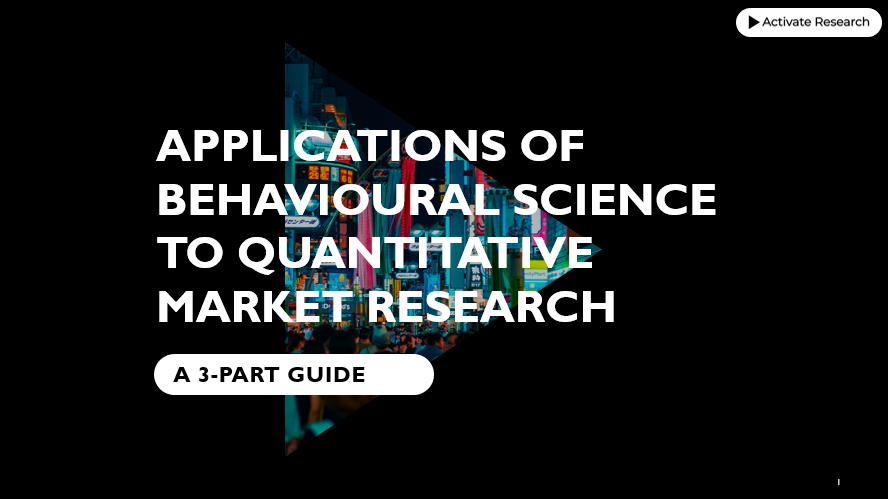 Activate Research
APPLICATIONS OF
BEHAVIOURAL SCIENCE
TO QUANTITATIVE
MARKET RESEARCH
A 3-PART GUIDE
1